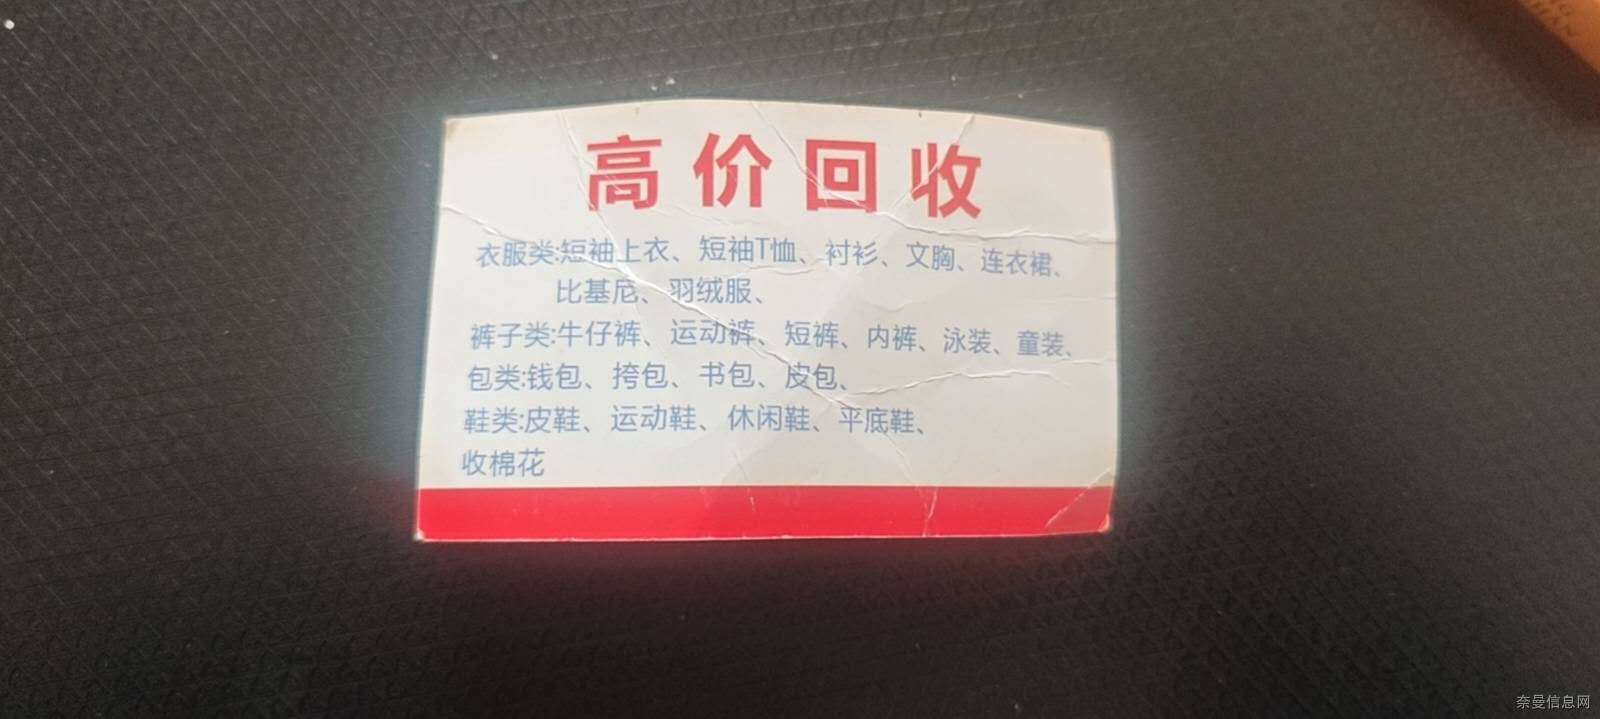 高价回收
衣服类:短袖上衣、短袖T恤、衬衫、文胸、连衣裙、
比基尼、羽绒服、
裤子类:牛仔裤、运动裤、短裤、内裤、泳装、童装、
包类:钱包、挎包、书包、皮包、
鞋类:皮鞋、运动鞋、休闲鞋、平底鞋、
收棉花
奈曼信息网